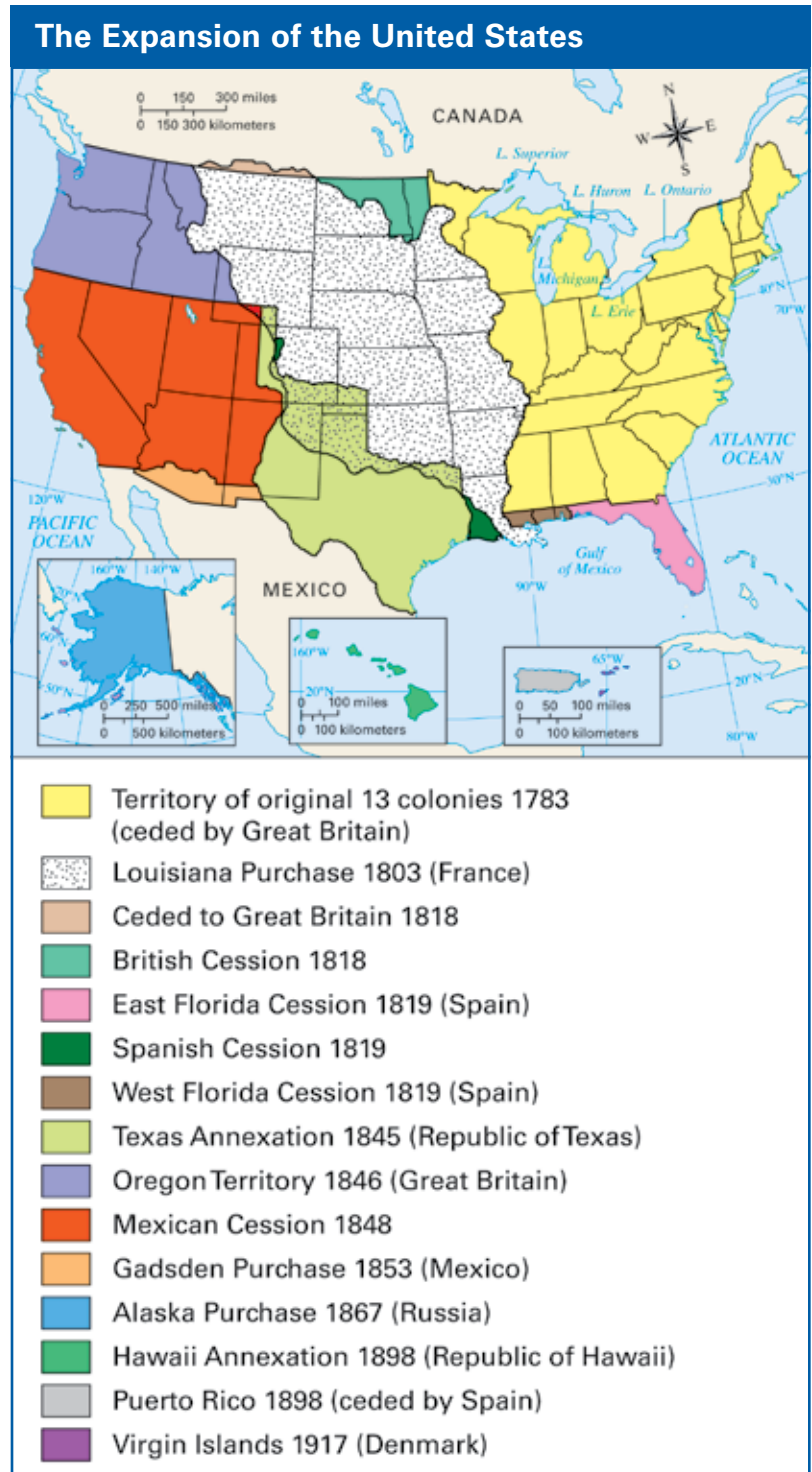 The Expansion of the United States
0 150 300 miles
0 150 300 kilometers
CANADA
N
W
E
S
L. Superior
L. Huron
L. Ontario
L.
Michigan
L. Erie
40°N
70°W
ATLANTIC
OCEAN
30°N
120°W
PACIFIC
OCEAN
MEXICO
Gulf
of Mexico
90°W
20°N
80°W
160°W 140°W
70°N
60°N
50°N
0 250 500 miles
0 500 kilometers
160°W
20°N
0 100 miles
0 100 kilometers
65°W
0 50 100 miles
0 100 kilometers
Territory of original 13 colonies 1783
(ceded by Great Britain)
Louisiana Purchase 1803 (France)
Ceded to Great Britain 1818
British Cession 1818
East Florida Cession 1819 (Spain)
Spanish Cession 1819
West Florida Cession 1819 (Spain)
Texas Annexation 1845 (Republic of Texas)
Oregon Territory 1846 (Great Britain)
Mexican Cession 1848
Gadsden Purchase 1853 (Mexico)
Alaska Purchase 1867 (Russia)
Hawaii Annexation 1898 (Republic of Hawaii)
Puerto Rico 1898 (ceded by Spain)
Virgin Islands 1917 (Denmark)